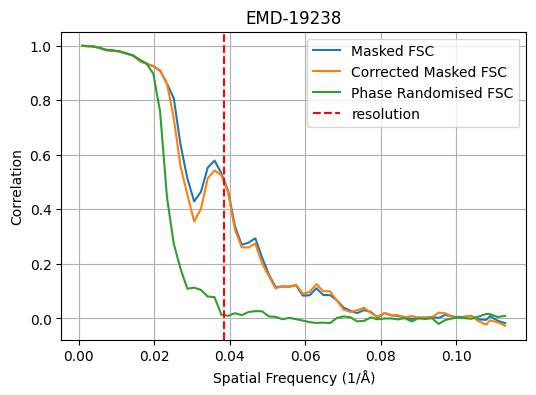 EMD-19238
Masked FSC
Corrected Masked FSC
Phase Randomised FSC
resolution
Correlation
1.0
0.8
0.6
0.4
0.2
0.0
0.00 0.02 0.04 0.06 0.08 0.10
Spatial Frequency (1/Å)